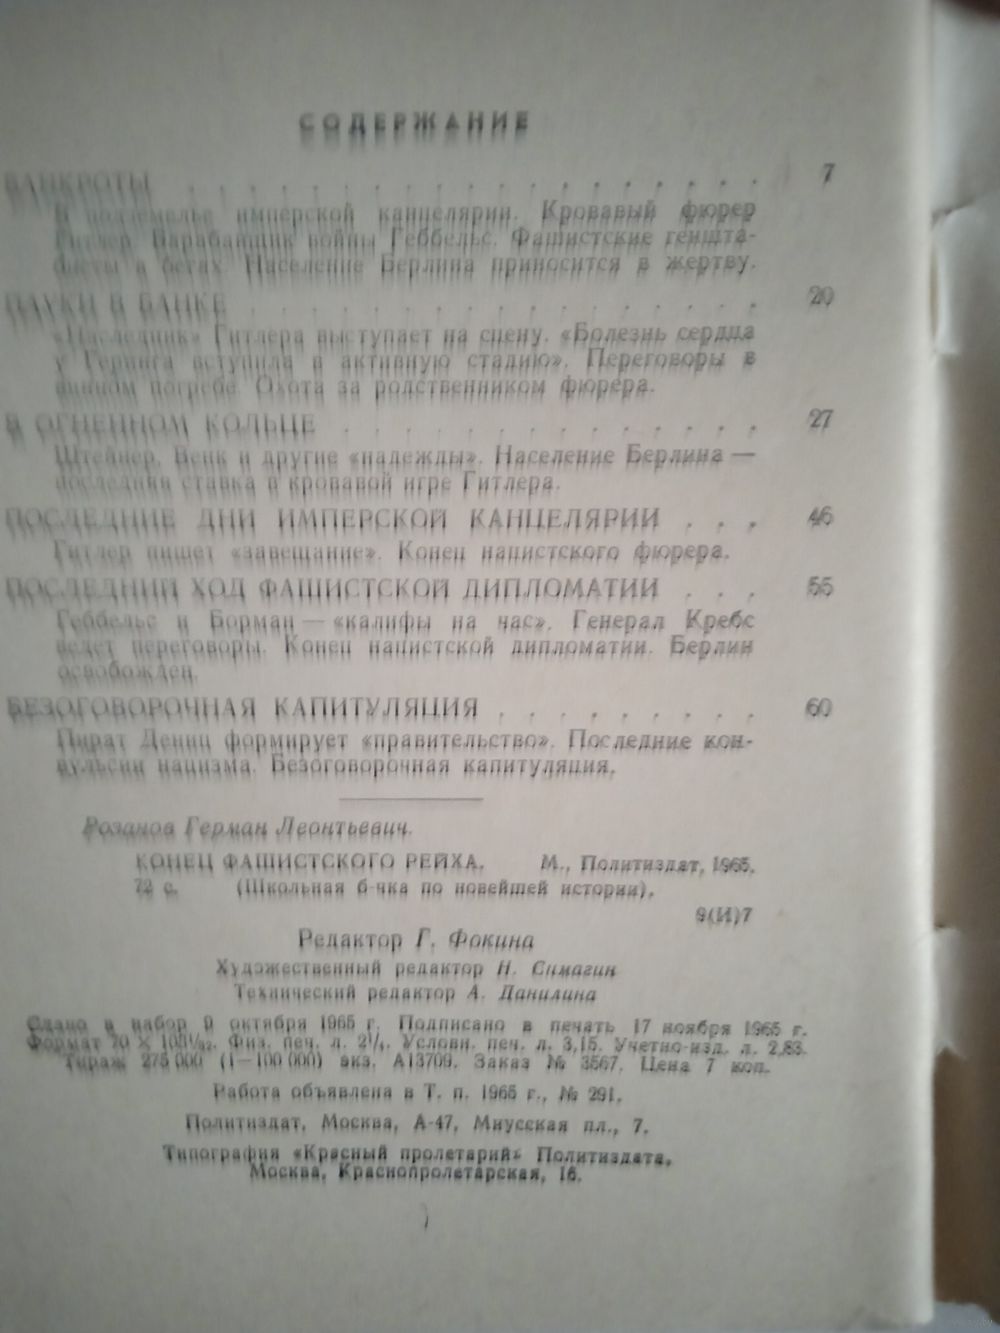 СОДЕРЖАНИЕ
БАНКРОТЫ . . . . . . . . . . . . . . . . . . 7
В подземелье имперской канцелярии. Кровавый фюрер
Гитлер. Барабанщик войны Геббельс. Фашистские геншта-
бисты в бегах. Население Берлина приносится в жертву.
ПАУКИ В БАНКЕ . . . . . . . . . . . . . . . . 20
«Наследник» Гитлера выступает на сцену. «Болезнь сердца
у Геринга вступила в активную стадию». Переговоры в
винном погребе. Охота за родственником фюрера.
В ОГНЕННОМ КОЛЬЦЕ . . . . . . . . . . . . . . 27
Штейнер, Венк и другие «надежды». Население Берлина —
последняя ставка в кровавой игре Гитлера.
ПОСЛЕДНИЕ ДНИ ИМПЕРСКОЙ КАНЦЕЛЯРИИ . . . 46
Гитлер пишет «завещание». Конец нацистского фюрера.
ПОСЛЕДНИЙ ХОД ФАШИСТСКОЙ ДИПЛОМАТИИ . . . 55
Геббельс и Борман — «калифы на час». Генерал Кребс
ведет переговоры. Конец нацистской дипломатии. Берлин
освобожден.
БЕЗОГОВОРОЧНАЯ КАПИТУЛЯЦИЯ . . . . . . . . . 60
Пират Дениц формирует «правительство». Последние кон-
вульсии нацизма. Безоговорочная капитуляция.
Розанов Герман Леонтьевич.
КОНЕЦ ФАШИСТСКОГО РЕЙХА. М., Политиздат, 1965.
72 с. (Школьная б-чка по новейшей истории).
9(И)7
Редактор Г. Фокина
Художественный редактор Н. Симагин
Технический редактор А. Данилина
Сдано в набор 9 октября 1965 г. Подписано в печать 17 ноября 1965 г.
Формат 70 × 108¹/₃₂. Физ. печ. л. 2¹/₄. Условн. печ. л. 3,15. Учетно-изд. л. 2,83.
Тираж 275 000 (1—100 000) экз. А13709. Заказ № 3567. Цена 7 коп.
Работа объявлена в Т. п. 1965 г., № 291.
Политиздат, Москва, А-47, Миусская пл., 7.
Типография «Красный пролетарий» Политиздата,
Москва, Краснопролетарская, 16.